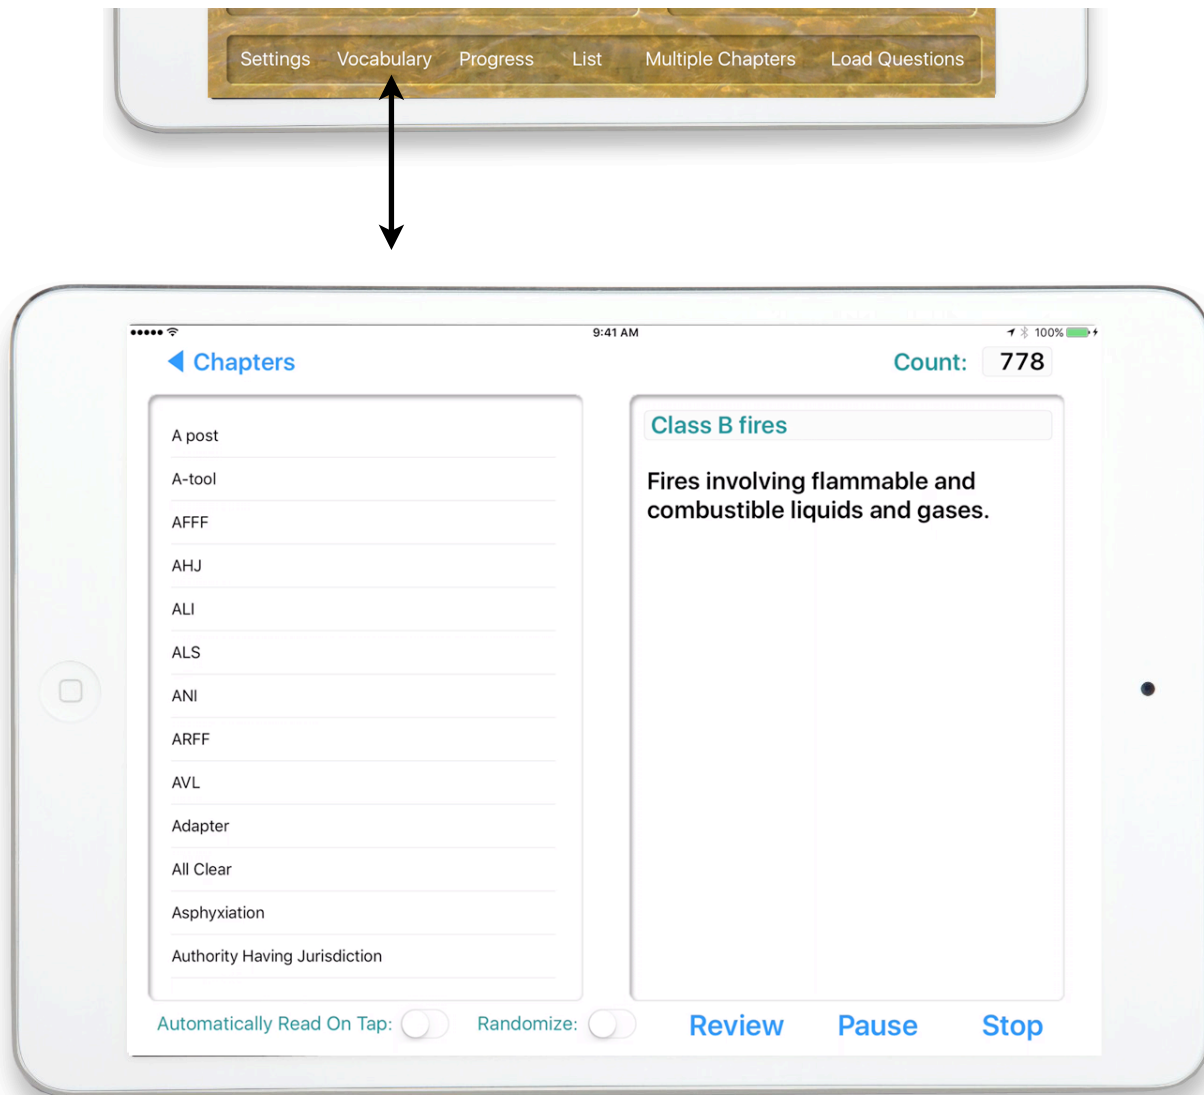 Settings Vocabulary Progress List Multiple Chapters Load Questions
9:41 AM 100%
Chapters Count: 778
A post
A-tool
AFFF
AHJ
ALI
ALS
ANI
ARFF
AVL
Adapter
All Clear
Asphyxiation
Authority Having Jurisdiction
Class B fires
Fires involving flammable and
combustible liquids and gases.
Automatically Read On Tap: Randomize: Review Pause Stop